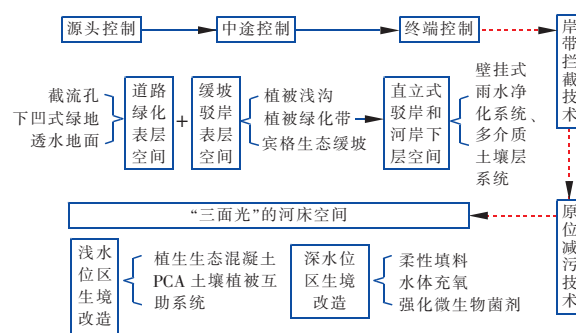 源头控制
中途控制
终端控制
岸
带
拦
截
技
术
截流孔
下凹式绿地
透水地面
道路
绿化
表层
空间
+
缓坡
驳岸
表层
空间
植被浅沟
植被绿化带
宾格生态缓坡
直立式
驳岸和
河岸下
层空间
壁挂式
雨水净
化系统、
多介质
土壤层
系统
“三面光”的河床空间
原
位
减
污
技
术
浅水
位区
生境
改造
植生生态混凝土
PCA 土壤植被互
助系统
深水位
区生境
改造
柔性填料
水体充氧
强化微生物菌剂